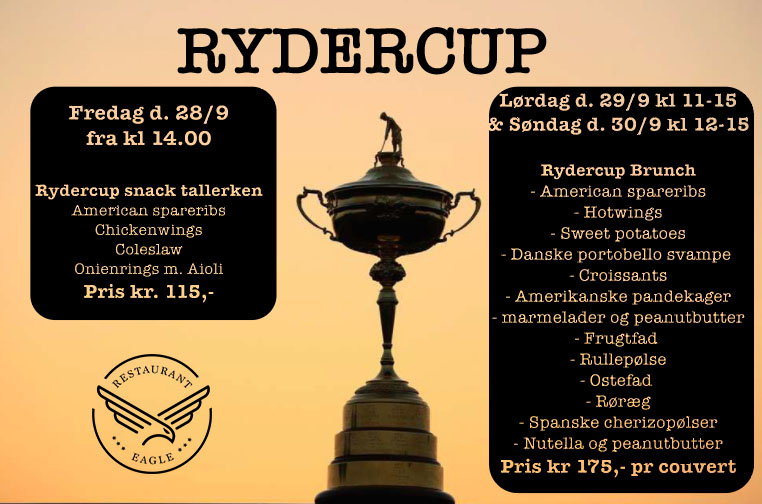 RYDERCUP
Fredag d. 28/9
fra kl 14.00
Rydercup snack tallerken
American spareribs
Chickenwings
Coleslaw
Onienrings m. Aioli
Pris kr. 115,-
RESTAURANT
EAGLE
Lørdag d. 29/9 kl 11-15
& Søndag d. 30/9 kl 12-15
Rydercup Brunch
- American spareribs
- Hotwings
- Sweet potatoes
- Danske portobello svampe
- Croissants
- Amerikanske pandekager
- marmelader og peanutbutter
- Frugtfad
- Rullepølse
- Ostefad
- Røræg
- Spanske cherizopølser
- Nutella og peanutbutter
Pris kr 175,- pr couvert